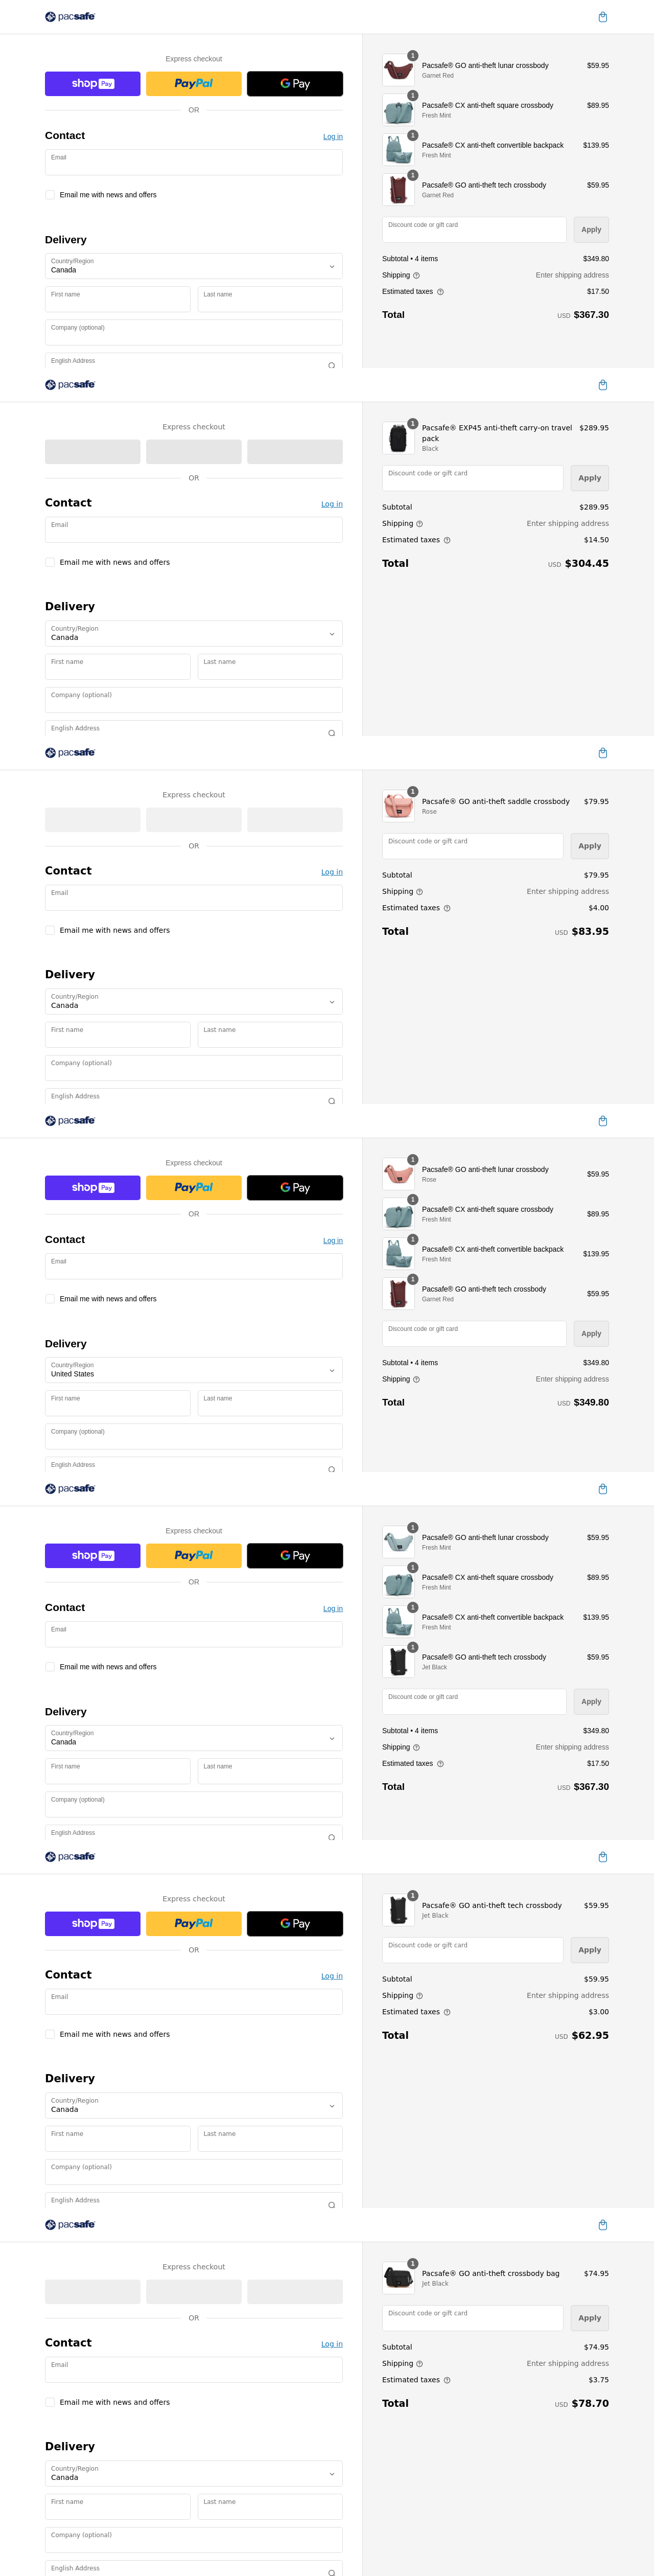 pacsafe
Express checkout
shop Pay
PayPal
G Pay
OR
Contact
Log in
Email
Email me with news and offers
Delivery
Country/Region
Canada
First name
Last name
Company (optional)
English Address
1
Pacsafe® GO anti-theft lunar crossbody
$59.95
Garnet Red
1
Pacsafe® CX anti-theft square crossbody
$89.95
Fresh Mint
1
Pacsafe® CX anti-theft convertible backpack
$139.95
Fresh Mint
1
Pacsafe® GO anti-theft tech crossbody
$59.95
Garnet Red
Discount code or gift card
Apply
Subtotal • 4 items
$349.80
Shipping
Enter shipping address
Estimated taxes
$17.50
Total
USD $367.30
pacsafe
Express checkout
OR
Contact
Log in
Email
Email me with news and offers
Delivery
Country/Region
Canada
First name
Last name
Company (optional)
English Address
1
Pacsafe® EXP45 anti-theft carry-on travel
pack
$289.95
Black
Discount code or gift card
Apply
Subtotal
$289.95
Shipping
Enter shipping address
Estimated taxes
$14.50
Total
USD $304.45
pacsafe
Express checkout
OR
Contact
Log in
Email
Email me with news and offers
Delivery
Country/Region
Canada
First name
Last name
Company (optional)
English Address
1
Pacsafe® GO anti-theft saddle crossbody
$79.95
Rose
Discount code or gift card
Apply
Subtotal
$79.95
Shipping
Enter shipping address
Estimated taxes
$4.00
Total
USD $83.95
pacsafe
Express checkout
shop Pay
PayPal
G Pay
OR
Contact
Log in
Email
Email me with news and offers
Delivery
Country/Region
United States
First name
Last name
Company (optional)
English Address
1
Pacsafe® GO anti-theft lunar crossbody
$59.95
Rose
1
Pacsafe® CX anti-theft square crossbody
$89.95
Fresh Mint
1
Pacsafe® CX anti-theft convertible backpack
$139.95
Fresh Mint
1
Pacsafe® GO anti-theft tech crossbody
$59.95
Garnet Red
Discount code or gift card
Apply
Subtotal • 4 items
$349.80
Shipping
Enter shipping address
Total
USD $349.80
pacsafe
Express checkout
shop Pay
PayPal
G Pay
OR
Contact
Log in
Email
Email me with news and offers
Delivery
Country/Region
Canada
First name
Last name
Company (optional)
English Address
1
Pacsafe® GO anti-theft lunar crossbody
$59.95
Fresh Mint
1
Pacsafe® CX anti-theft square crossbody
$89.95
Fresh Mint
1
Pacsafe® CX anti-theft convertible backpack
$139.95
Fresh Mint
1
Pacsafe® GO anti-theft tech crossbody
$59.95
Jet Black
Discount code or gift card
Apply
Subtotal • 4 items
$349.80
Shipping
Enter shipping address
Estimated taxes
$17.50
Total
USD $367.30
pacsafe
Express checkout
shop Pay
PayPal
G Pay
OR
Contact
Log in
Email
Email me with news and offers
Delivery
Country/Region
Canada
First name
Last name
Company (optional)
English Address
1
Pacsafe® GO anti-theft tech crossbody
$59.95
Jet Black
Discount code or gift card
Apply
Subtotal
$59.95
Shipping
Enter shipping address
Estimated taxes
$3.00
Total
USD $62.95
pacsafe
Express checkout
OR
Contact
Log in
Email
Email me with news and offers
Delivery
Country/Region
Canada
First name
Last name
Company (optional)
English Address
1
Pacsafe® GO anti-theft crossbody bag
$74.95
Jet Black
Discount code or gift card
Apply
Subtotal
$74.95
Shipping
Enter shipping address
Estimated taxes
$3.75
Total
USD $78.70